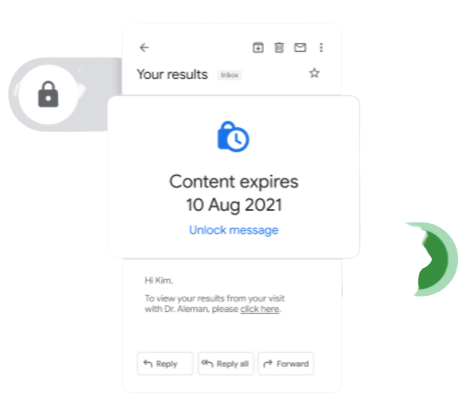 Your results Inbox
Content expires
10 Aug 2021
Unlock message
Hi Kim,
To view your results from your visit
with Dr. Aleman, please click here.
Reply Reply all Forward